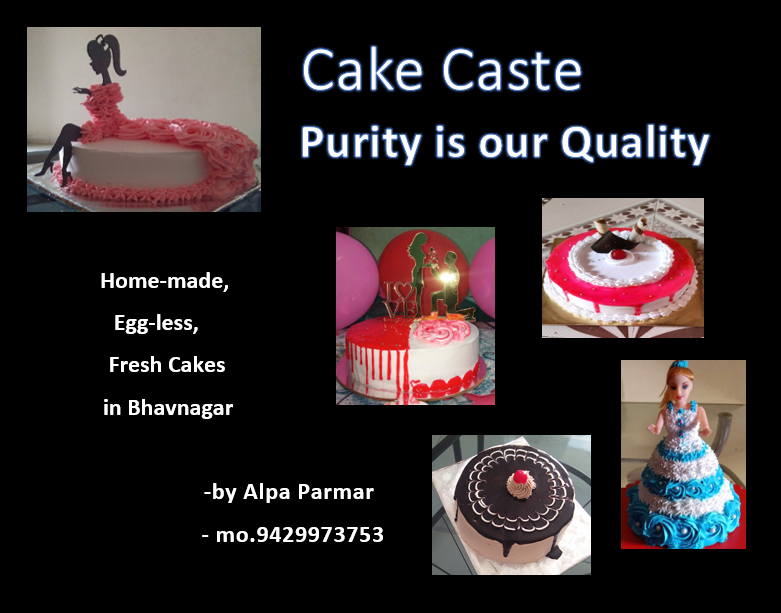 Cake Caste
Purity is our Quality
Home-made,
Egg-less,
Fresh Cakes
in Bhavnagar
-by Alpa Parmar
- mo.9429973753